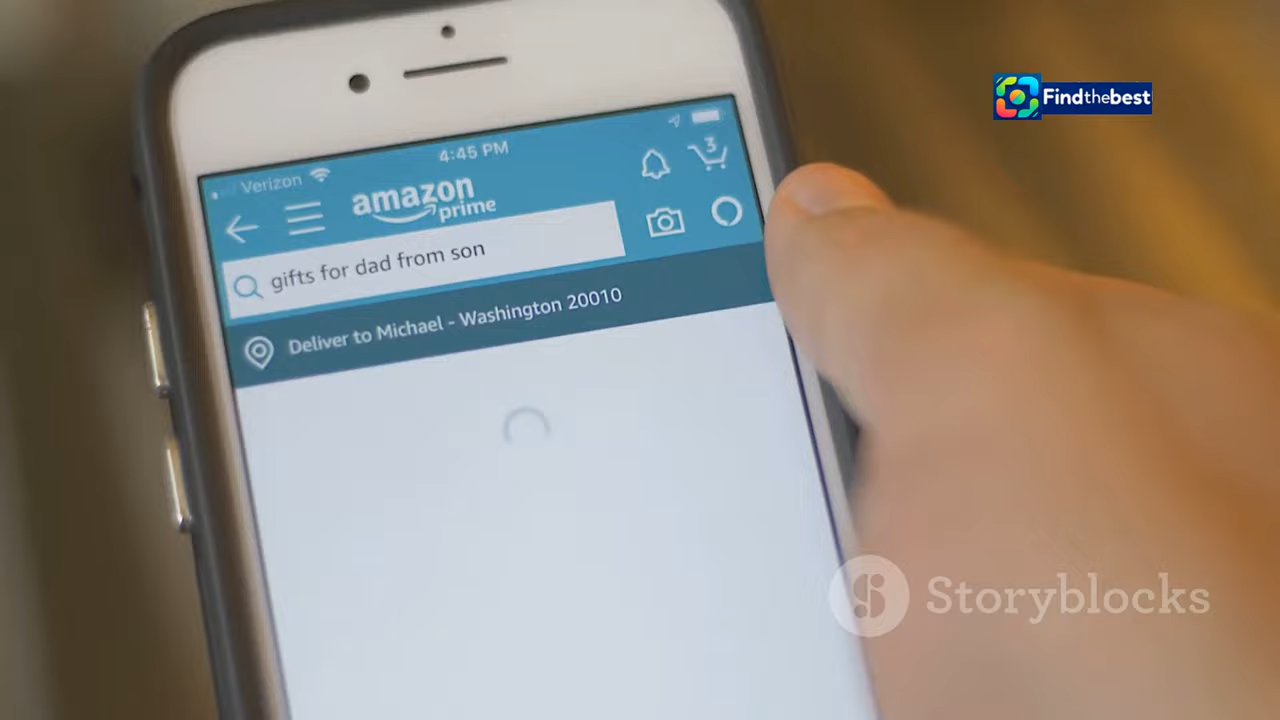 Findthebest
4:45 PM
Verizon
3
amazon
prime
gifts for dad from son
Deliver to Michael - Washington 20010
Storyblocks